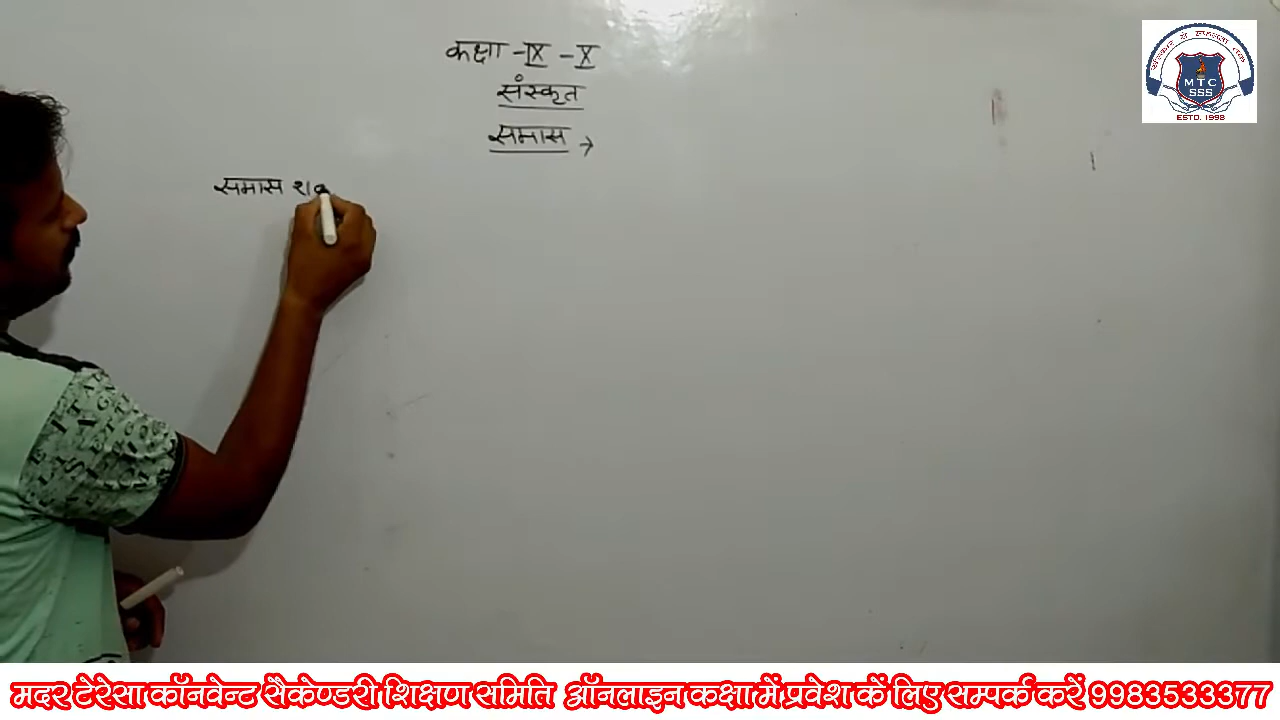 कक्षा - IX - X
संस्कृत
समास →
समास
MTC
SSS
ESTD. 1998
मदर टेरेसा कॉनवेन्ट सैकेण्डरी शिक्षण समिति ऑनलाइन कक्षा में प्रवेश कें लिए सम्पर्क करें 9983533377